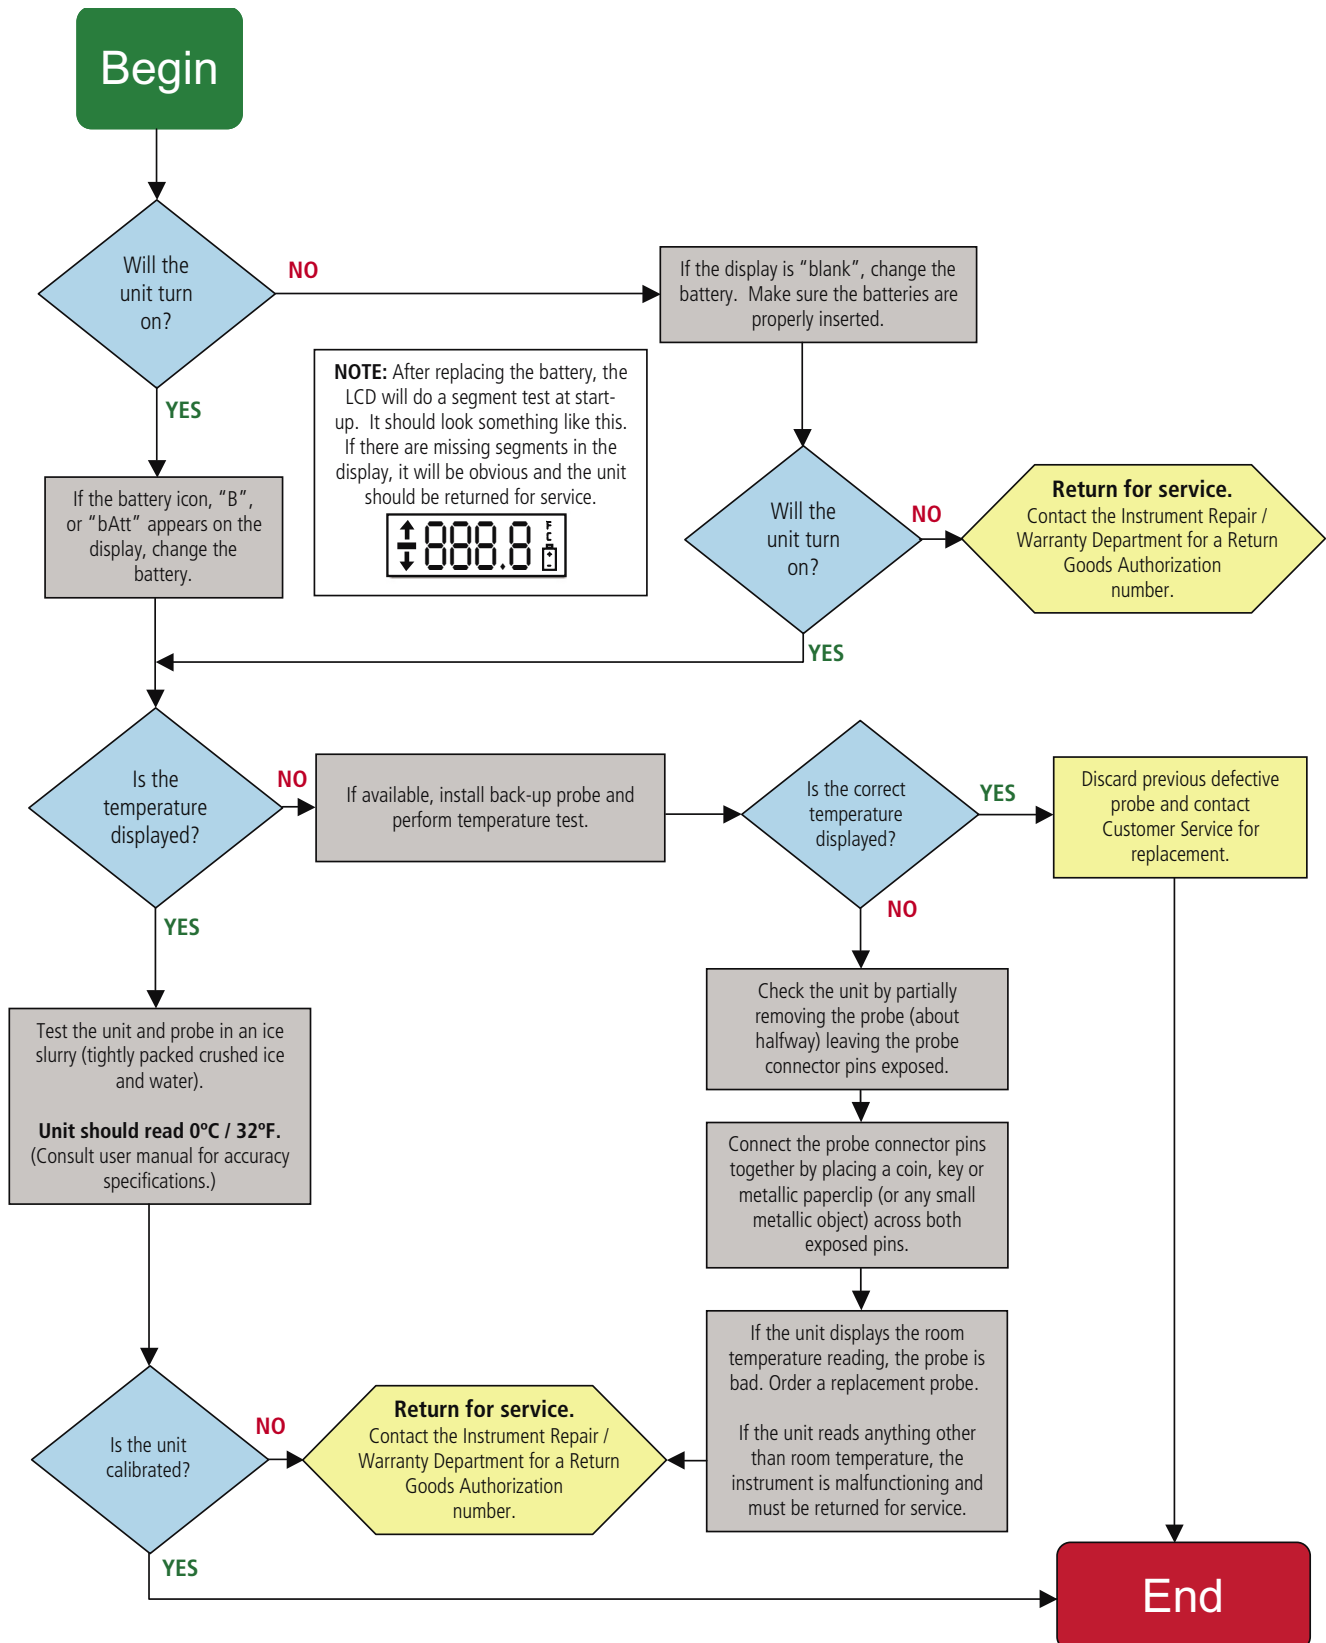 Begin
Will the
unit turn
on?
NO
YES
If the display is “blank”, change the
battery. Make sure the batteries are
properly inserted.
NOTE: After replacing the battery, the
LCD will do a segment test at start-
up. It should look something like this.
If there are missing segments in the
display, it will be obvious and the unit
should be returned for service.
888.8
F
C
If the battery icon, “B”,
or “bAtt” appears on the
display, change the
battery.
Will the
unit turn
on?
NO
YES
Return for service.
Contact the Instrument Repair /
Warranty Department for a Return
Goods Authorization
number.
Is the
temperature
displayed?
NO
YES
If available, install back-up probe and
perform temperature test.
Is the correct
temperature
displayed?
YES
NO
Discard previous defective
probe and contact
Customer Service for
replacement.
Test the unit and probe in an ice
slurry (tightly packed crushed ice
and water).
Unit should read 0ºC / 32ºF.
(Consult user manual for accuracy
specifications.)
Check the unit by partially
removing the probe (about
halfway) leaving the probe
connector pins exposed.
Connect the probe connector pins
together by placing a coin, key or
metallic paperclip (or any small
metallic object) across both
exposed pins.
If the unit displays the room
temperature reading, the probe is
bad. Order a replacement probe.
If the unit reads anything other
than room temperature, the
instrument is malfunctioning and
must be returned for service.
Is the unit
calibrated?
NO
YES
Return for service.
Contact the Instrument Repair /
Warranty Department for a Return
Goods Authorization
number.
End